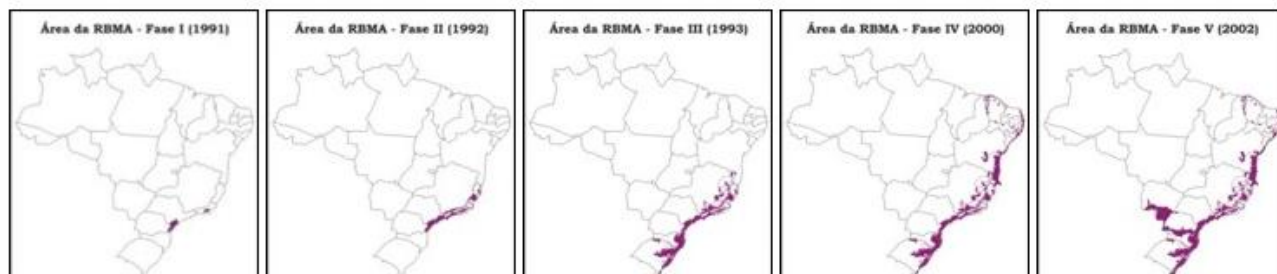 Área da RBMA - Fase I (1991)
Área da RBMA - Fase II (1992)
Área da RBMA - Fase III (1993)
Área da RBMA - Fase IV (2000)
Área da RBMA - Fase V (2002)